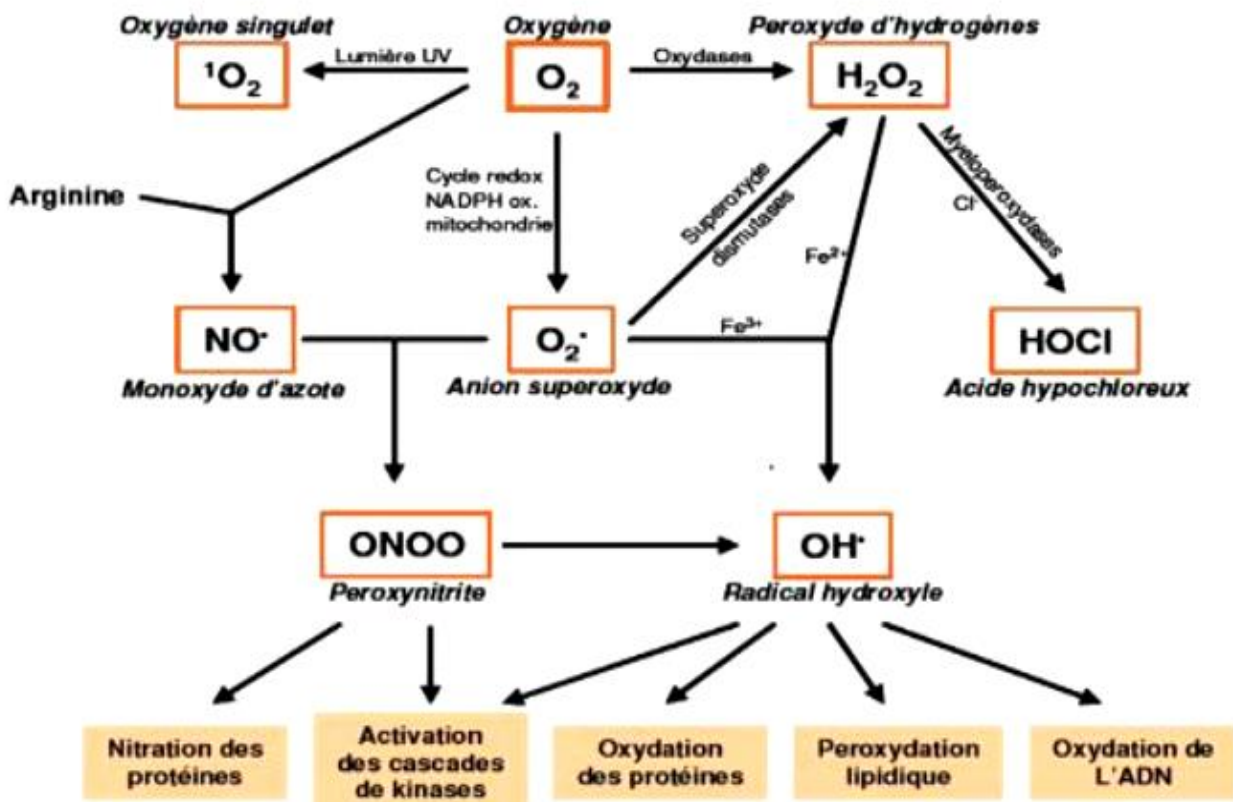 Oxygène singulet
Oxygène
Peroxyde d'hydrogènes
¹O₂
Lumière UV
O₂
Oxydases
H₂O₂
Arginine
Cycle redox
NADPH ox.
mitochondrie
Superoxyde
dismutases
Fe²⁺
Myeloperoxydases
Cl⁻
NO•
Monoxyde d'azote
O₂•
Anion superoxyde
Fe³⁺
HOCl
Acide hypochloreux
ONOO
Peroxynitrite
OH•
Radical hydroxyle
Nitration des
protéines
Activation
des cascades
de kinases
Oxydation
des protéines
Peroxydation
lipidique
Oxydation de
L'ADN